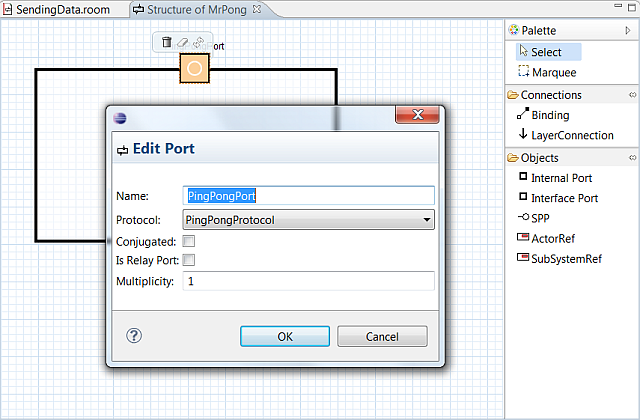 SendingData.room
Structure of MrPong
ort
Palette
Select
Marquee
Connections
Binding
LayerConnection
Objects
Internal Port
Interface Port
SPP
ActorRef
SubSystemRef
Edit Port
Name: PingPongPort
Protocol: PingPongProtocol
Conjugated:
Is Relay Port:
Multiplicity: 1
?
OK
Cancel